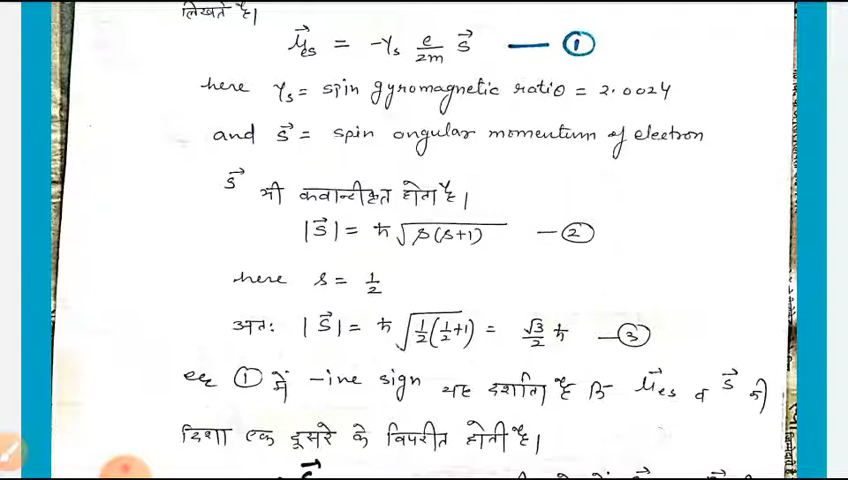 लिखते है।
μ⃗es = -γs e/2m s⃗ — ①
here γs = spin gyromagnetic ratio = 2.0024
and s⃗ = spin angular momentum of electron
s⃗ भी क्वान्टीकृत होता है।
|s⃗| = ħ√s(s+1) — ②
here s = 1/2
अतः |s⃗| = ħ√1/2(1/2+1) = √3/2 ħ — ③
eq ① में -ive sign यह दर्शाता है कि μ⃗es व s⃗ की
दिशा एक दूसरे के विपरीत होती है।